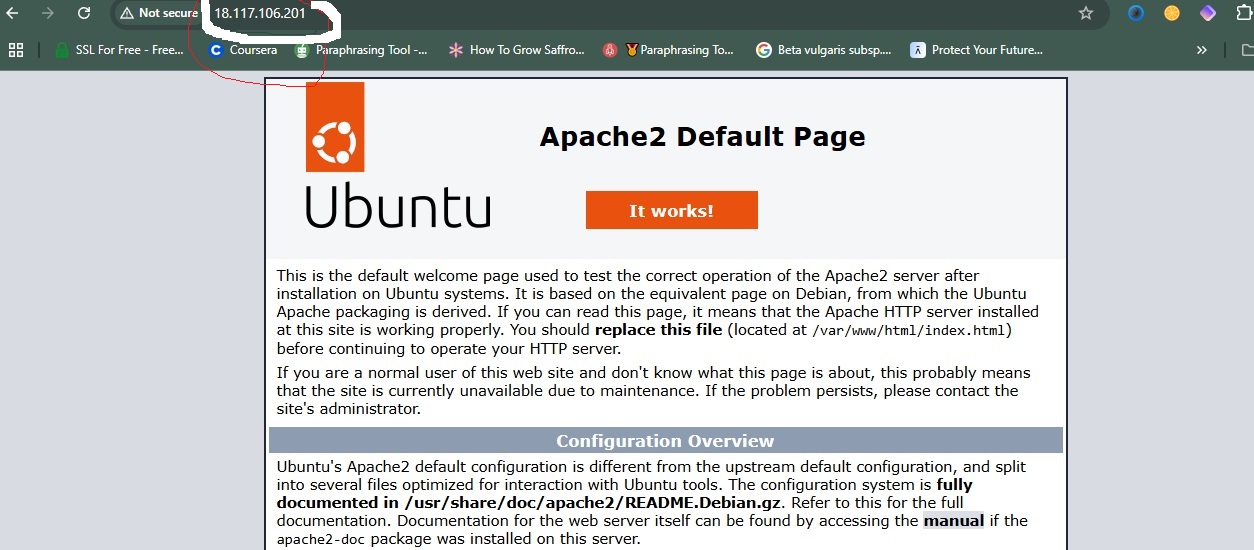 Not secure 18.117.106.201
SSL For Free - Free... Coursera Paraphrasing Tool -... How To Grow Saffro... Paraphrasing To... Beta vulgaris subsp.... Protect Your Future... »
Apache2 Default Page
Ubuntu
It works!
This is the default welcome page used to test the correct operation of the Apache2 server after
installation on Ubuntu systems. It is based on the equivalent page on Debian, from which the Ubuntu
Apache packaging is derived. If you can read this page, it means that the Apache HTTP server installed
at this site is working properly. You should replace this file (located at /var/www/html/index.html)
before continuing to operate your HTTP server.
If you are a normal user of this web site and don't know what this page is about, this probably means
that the site is currently unavailable due to maintenance. If the problem persists, please contact the
site's administrator.
Configuration Overview
Ubuntu's Apache2 default configuration is different from the upstream default configuration, and split
into several files optimized for interaction with Ubuntu tools. The configuration system is fully
documented in /usr/share/doc/apache2/README.Debian.gz. Refer to this for the full
documentation. Documentation for the web server itself can be found by accessing the manual if the
apache2-doc package was installed on this server.